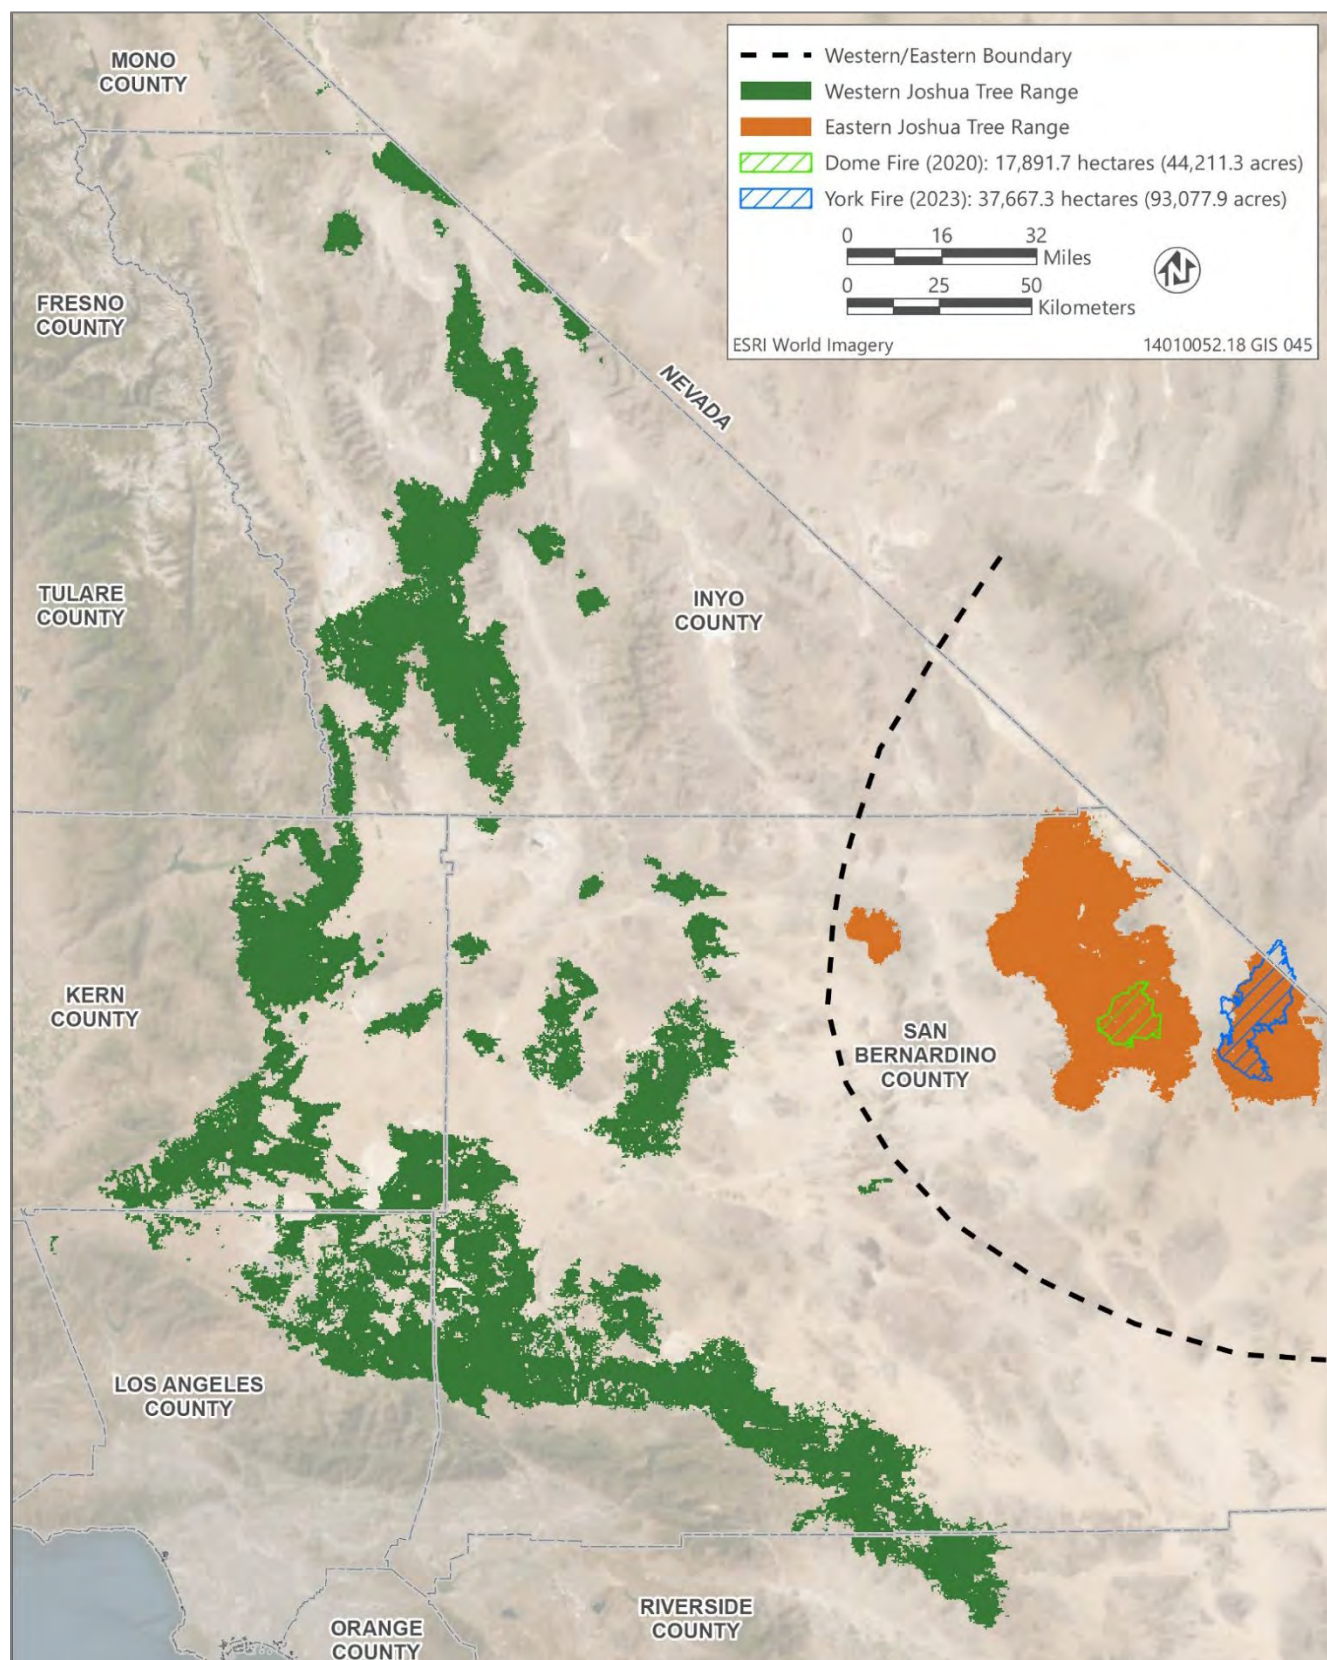 MONO
COUNTY
Western/Eastern Boundary
Western Joshua Tree Range
Eastern Joshua Tree Range
Dome Fire (2020): 17,891.7 hectares (44,211.3 acres)
York Fire (2023): 37,667.3 hectares (93,077.9 acres)
0 16 32
Miles
0 25 50
Kilometers
N
ESRI World Imagery 14010052.18 GIS 045
FRESNO
COUNTY
NEVADA
TULARE
COUNTY
INYO
COUNTY
KERN
COUNTY
SAN
BERNARDINO
COUNTY
LOS ANGELES
COUNTY
RIVERSIDE
COUNTY
ORANGE
COUNTY